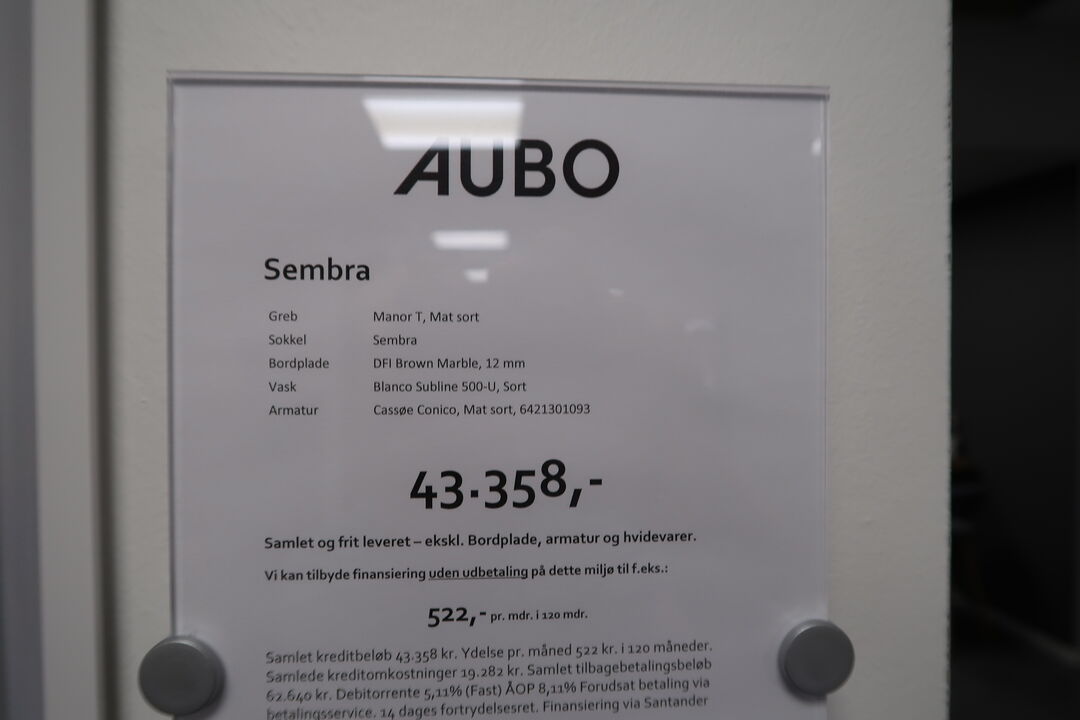 AUBO
Sembra
Greb Manor T, Mat sort
Sokkel Sembra
Bordplade DFI Brown Marble, 12 mm
Vask Blanco Subline 500-U, Sort
Armatur Cassøe Conico, Mat sort, 6421301093
43.358,-
Samlet og frit leveret – ekskl. Bordplade, armatur og hvidevarer.
Vi kan tilbyde finansiering uden udbetaling på dette miljø til f.eks.:
522,- pr. mdr. i 120 mdr.
Samlet kreditbeløb 43.358 kr. Ydelse pr. måned 522 kr. i 120 måneder.
Samlede kreditomkostninger 19.282 kr. Samlet tilbagebetalingsbeløb
62.640 kr. Debitorrente 5,11% (Fast) ÅOP 8,11% Forudsat betaling via
betalingsservice. 14 dages fortrydelsesret. Finansiering via Santander